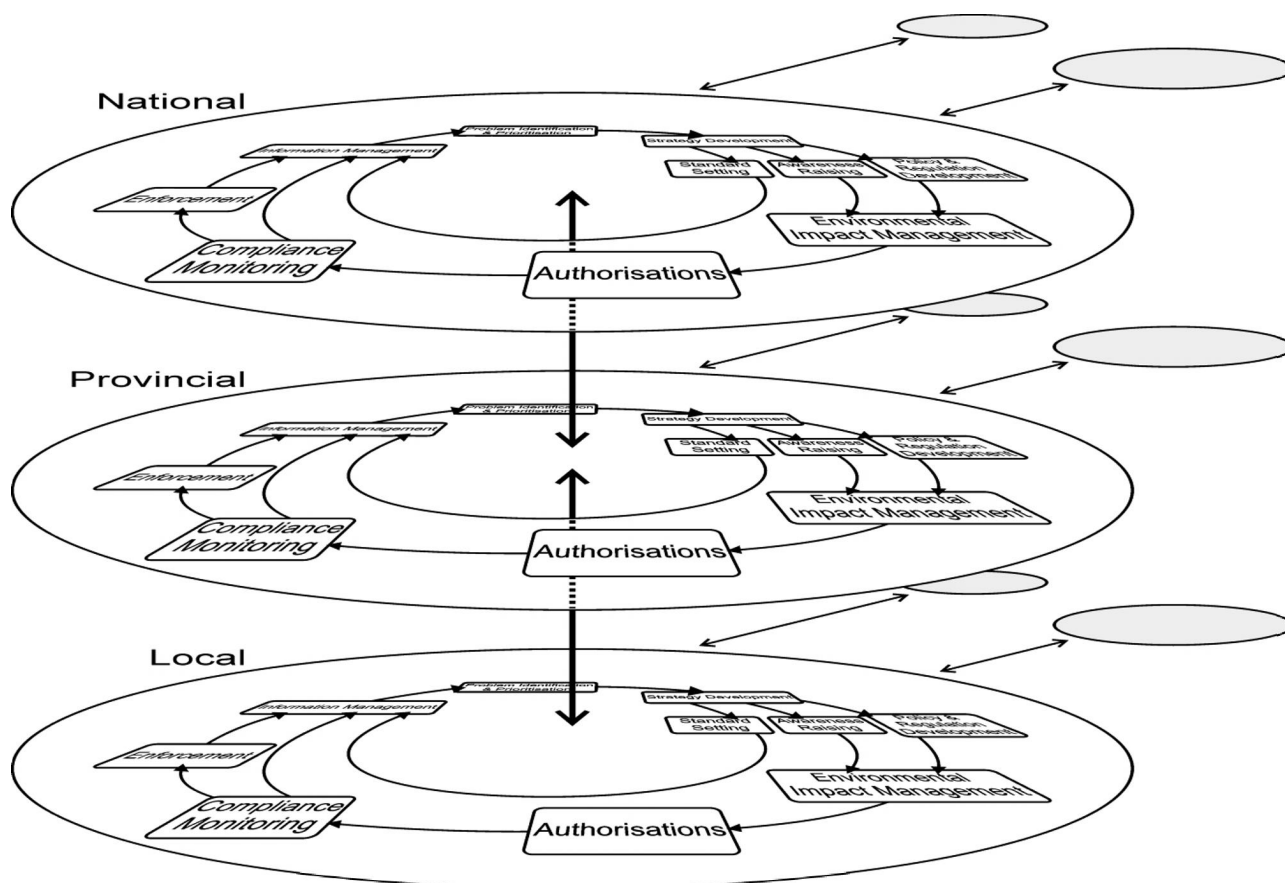 National
Problem Identification
& Prioritisation
Strategy Development
Information Management
Standard
Setting
Awareness
Raising
Policy &
Regulation
Development
Enforcement
Environmental
Impact Management
Compliance
Monitoring
Authorisations
Provincial
Problem Identification
& Prioritisation
Strategy Development
Information Management
Standard
Setting
Awareness
Raising
Policy &
Regulation
Development
Enforcement
Environmental
Impact Management
Compliance
Monitoring
Authorisations
Local
Problem Identification
& Prioritisation
Strategy Development
Information Management
Standard
Setting
Awareness
Raising
Policy &
Regulation
Development
Enforcement
Environmental
Impact Management
Compliance
Monitoring
Authorisations